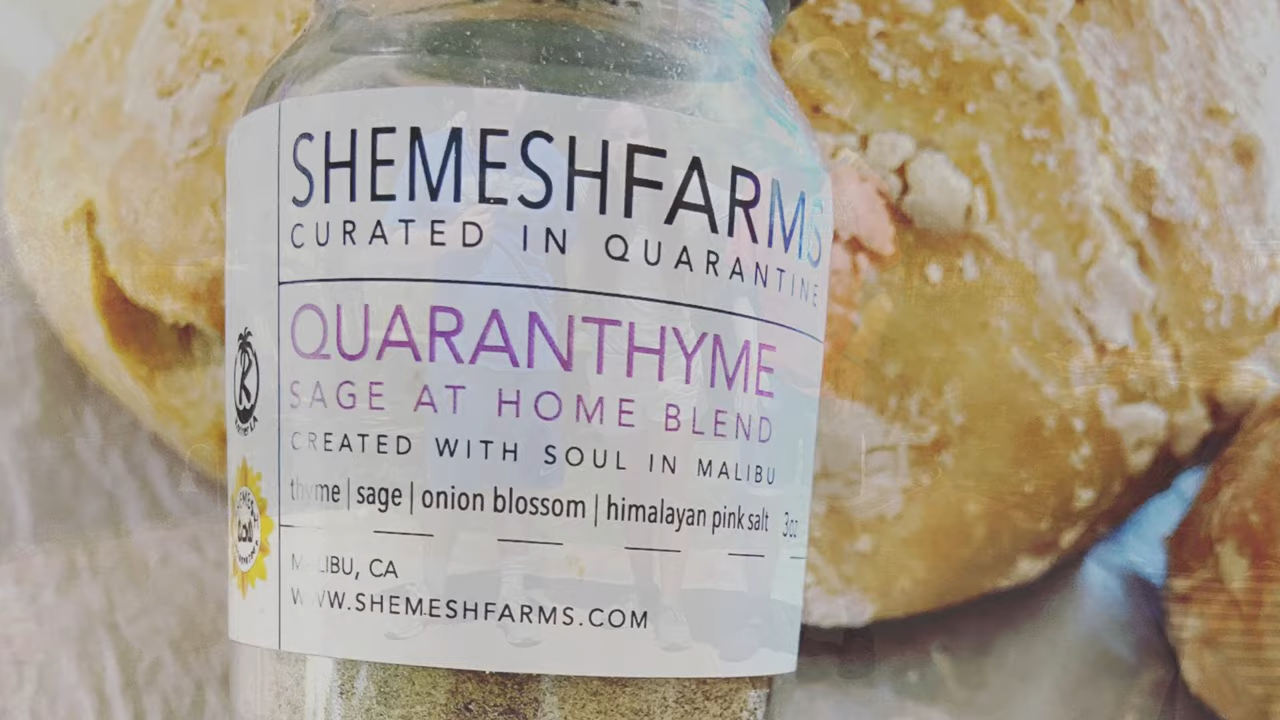 SHEMESHFARMS
CURATED IN QUARANTINE
QUARANTHYME
SAGE AT HOME BLEND
CREATED WITH SOUL IN MALIBU
thyme | sage | onion blossom | himalayan pink salt 3oz
MALIBU, CA
WWW.SHEMESHFARMS.COM
K